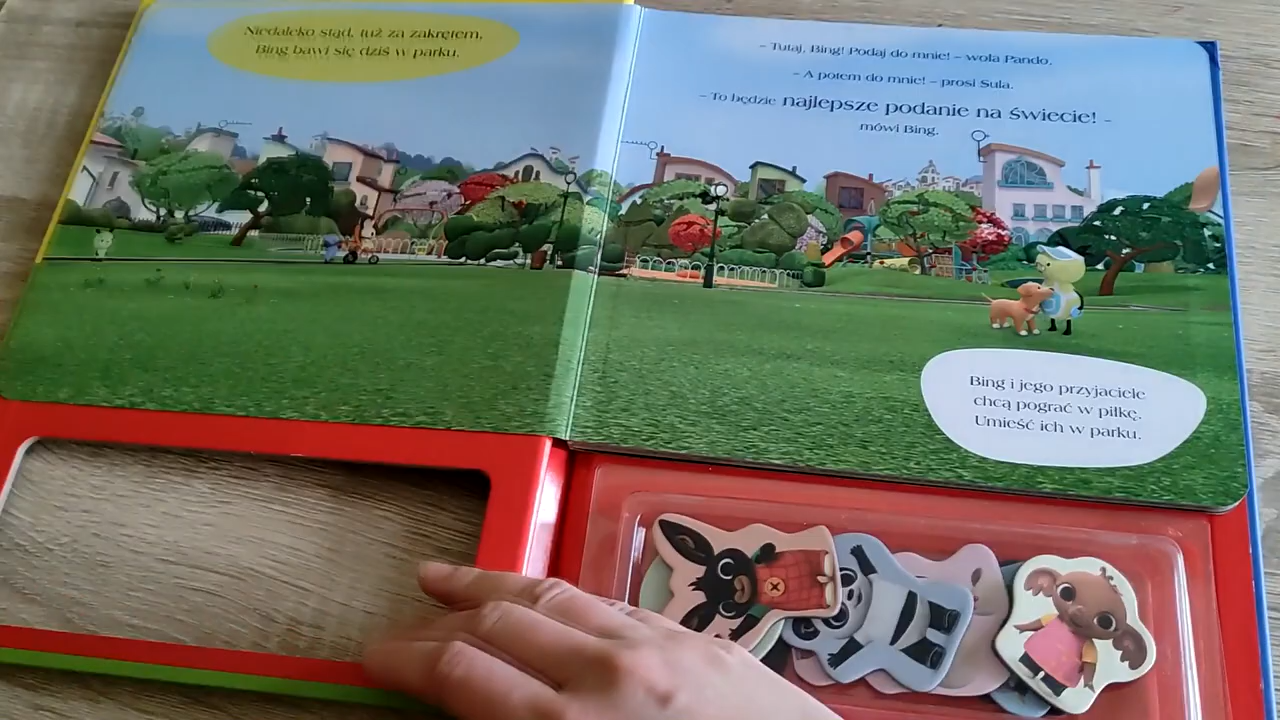 Niedaleko stąd, tuż za zakrętem,
Bing bawi się dziś w parku.
– Tutaj, Bing! Podaj do mnie! – woła Pando.
– A potem do mnie! – prosi Sula.
– To będzie najlepsze podanie na świecie! –
mówi Bing.
Bing i jego przyjaciele
chcą pograć w piłkę.
Umieść ich w parku.